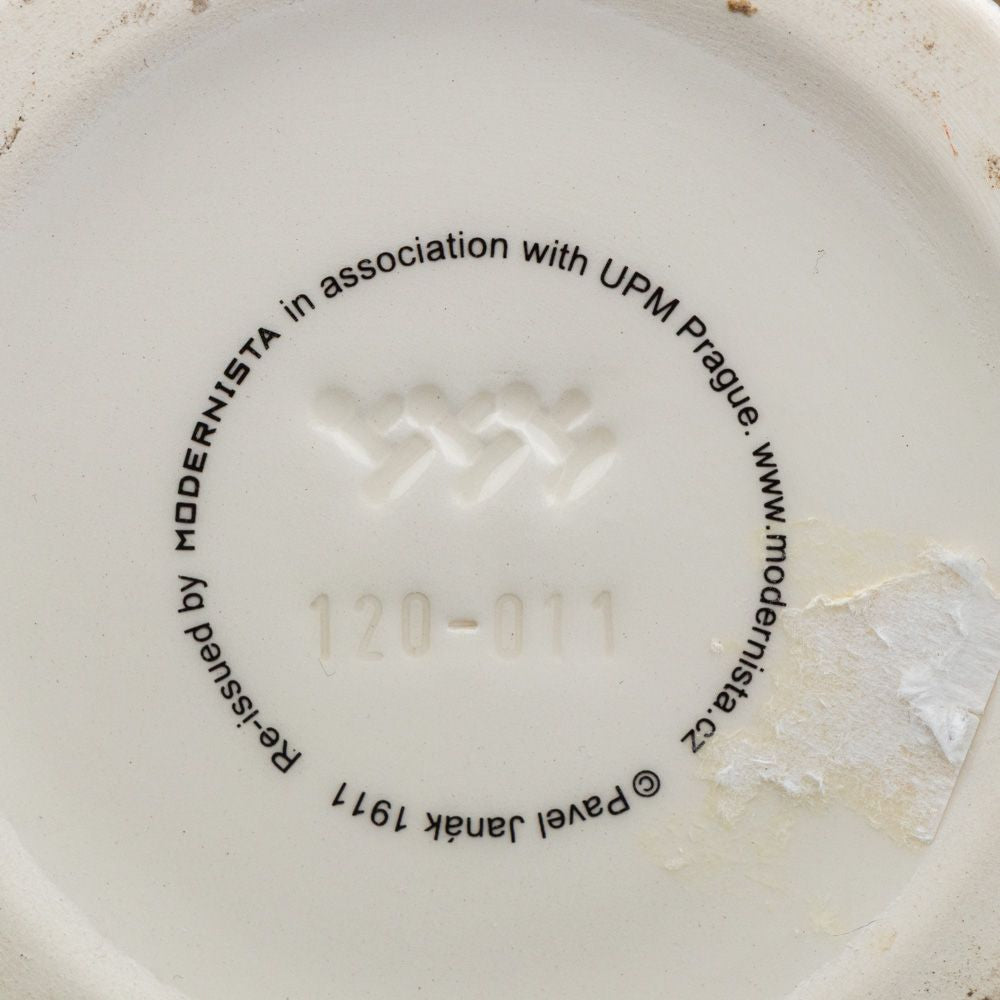 Re-issued by MODERNISTA in association with UPM Prague. www.modernista.cz
© Pavel Janák 1911
120-011